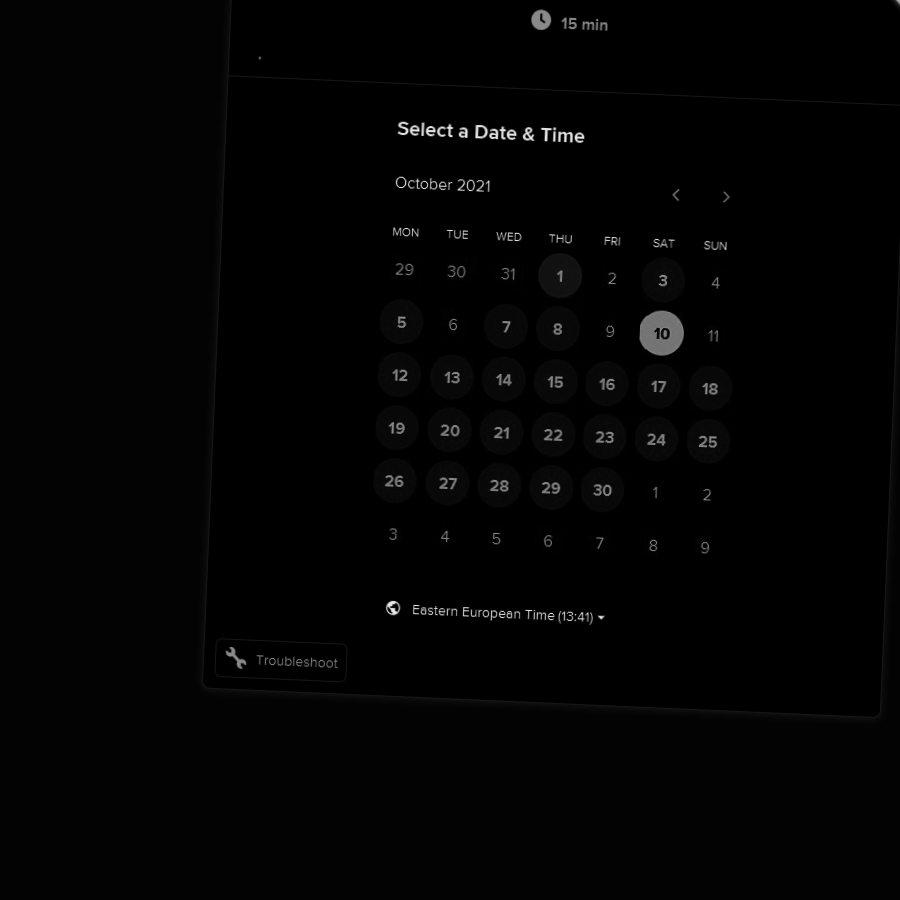 15 min
Select a Date & Time
October 2021
MON TUE WED THU FRI SAT SUN
29 30 31 1 2 3 4
5 6 7 8 9 10 11
12 13 14 15 16 17 18
19 20 21 22 23 24 25
26 27 28 29 30 1 2
3 4 5 6 7 8 9
Eastern European Time (13:41)
Troubleshoot